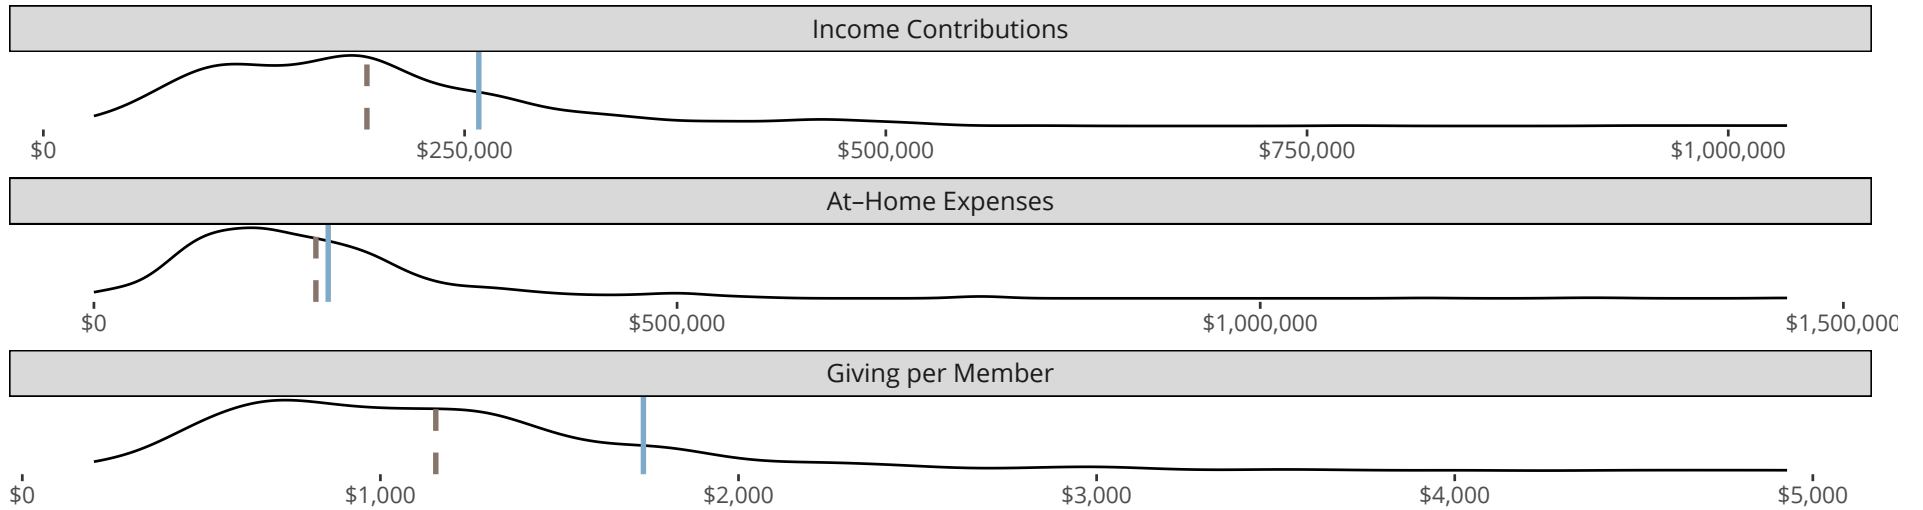 Income Contributions
$0 $250,000 $500,000 $750,000 $1,000,000
At–Home Expenses
$0 $500,000 $1,000,000 $1,500,000
Giving per Member
$0 $1,000 $2,000 $3,000 $4,000 $5,000